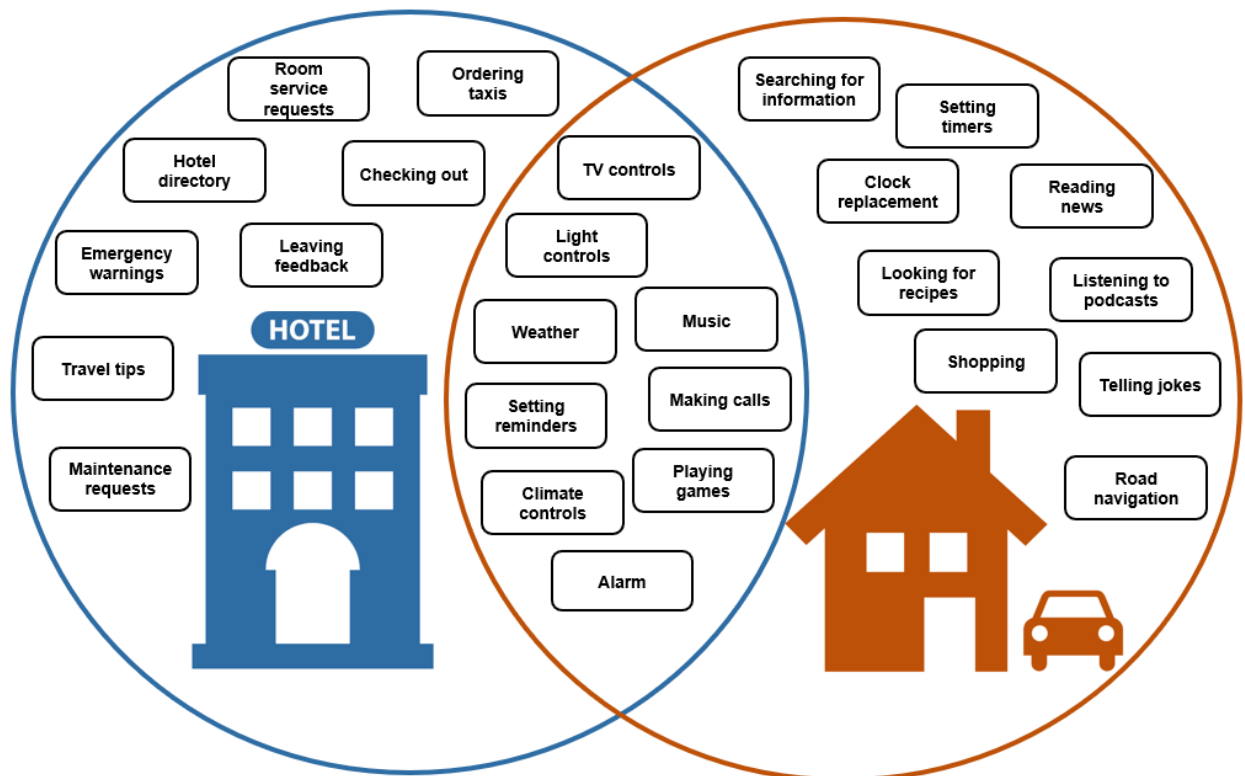 Room
service
requests
Ordering
taxis
Hotel
directory
Checking out
Emergency
warnings
Leaving
feedback
HOTEL
Travel tips
Maintenance
requests
TV controls
Light
controls
Weather
Music
Setting
reminders
Making calls
Climate
controls
Playing
games
Alarm
Searching for
information
Setting
timers
Clock
replacement
Reading
news
Looking for
recipes
Listening to
podcasts
Shopping
Telling jokes
Road
navigation